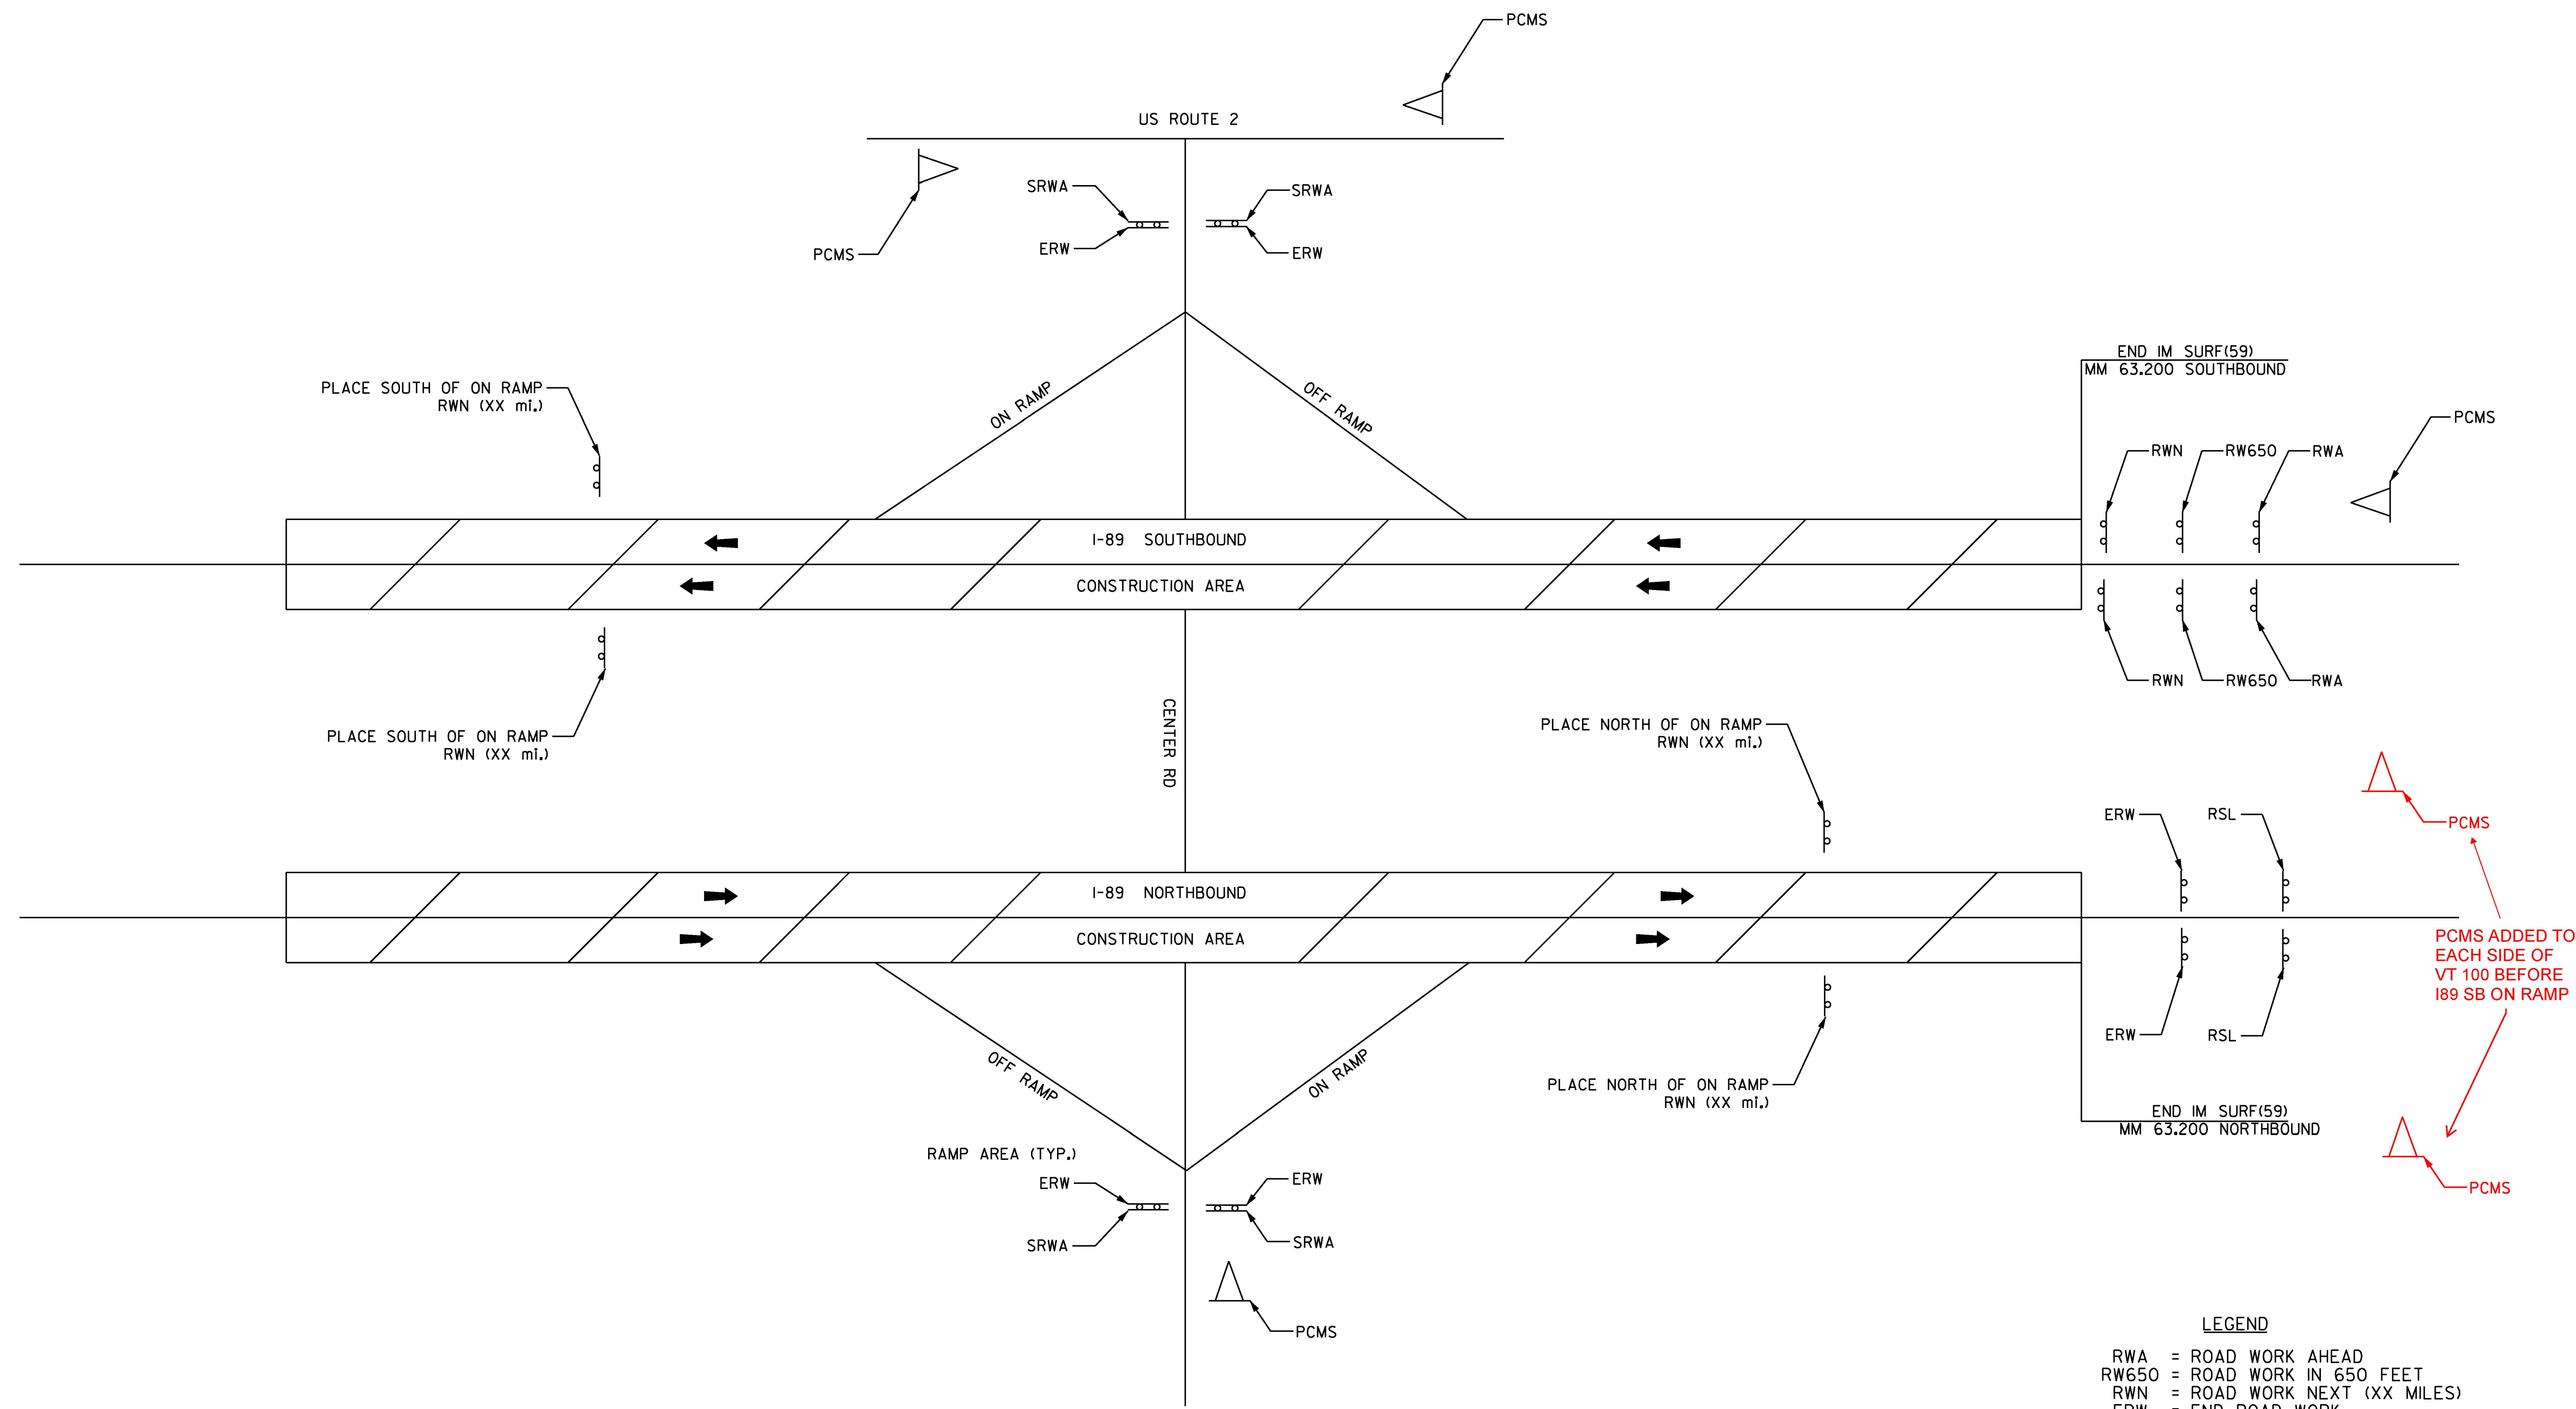 PCMS
US ROUTE 2
SRWA
SRWA
PCMS
ERW
ERW
END IM SURF(59)
MM 63.200 SOUTHBOUND
PLACE SOUTH OF ON RAMP
RWN (XX mi.)
ON RAMP
OFF RAMP
PCMS
RWN
RW650
RWA
I-89 SOUTHBOUND
CONSTRUCTION AREA
RWN
RW650
RWA
CENTER RD
PLACE SOUTH OF ON RAMP
RWN (XX mi.)
PLACE NORTH OF ON RAMP
RWN (XX mi.)
ERW
RSL
PCMS
I-89 NORTHBOUND
CONSTRUCTION AREA
PCMS ADDED TO
EACH SIDE OF
VT 100 BEFORE
I89 SB ON RAMP
ERW
RSL
OFF RAMP
ON RAMP
PLACE NORTH OF ON RAMP
RWN (XX mi.)
END IM SURF(59)
MM 63.200 NORTHBOUND
RAMP AREA (TYP.)
ERW
ERW
SRWA
SRWA
PCMS
PCMS
LEGEND
RWA = ROAD WORK AHEAD
RW650 = ROAD WORK IN 650 FEET
RWN = ROAD WORK NEXT (XX MILES)
ERW = END ROAD WORK